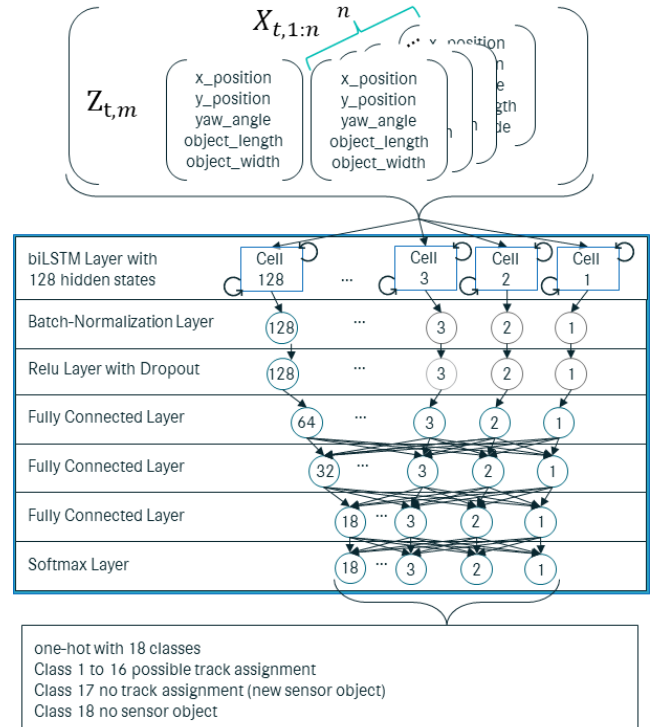 X t,1:n n
Z t,m
x_position
y_position
yaw_angle
object_length
object_width
x_position
y_position
yaw_angle
object_length
object_width
... x_position
biLSTM Layer with
128 hidden states
Cell 128 ... Cell 3 Cell 2 Cell 1
Batch-Normalization Layer 128 ... 3 2 1
Relu Layer with Dropout 128 ... 3 2 1
Fully Connected Layer 64 ... 3 2 1
Fully Connected Layer 32 ... 3 2 1
Fully Connected Layer 18 ... 3 2 1
Softmax Layer 18 ... 3 2 1
one-hot with 18 classes
Class 1 to 16 possible track assignment
Class 17 no track assignment (new sensor object)
Class 18 no sensor object